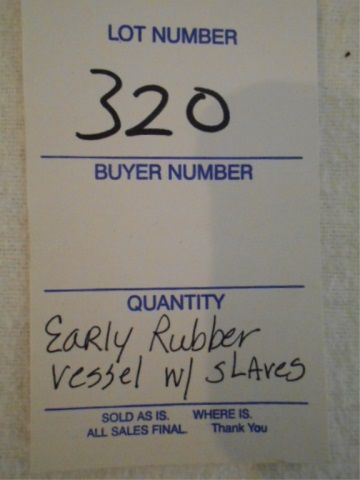 LOT NUMBER
320
BUYER NUMBER
QUANTITY
Early Rubber
vessel w/ slaves
SOLD AS IS. WHERE IS.
ALL SALES FINAL. Thank You